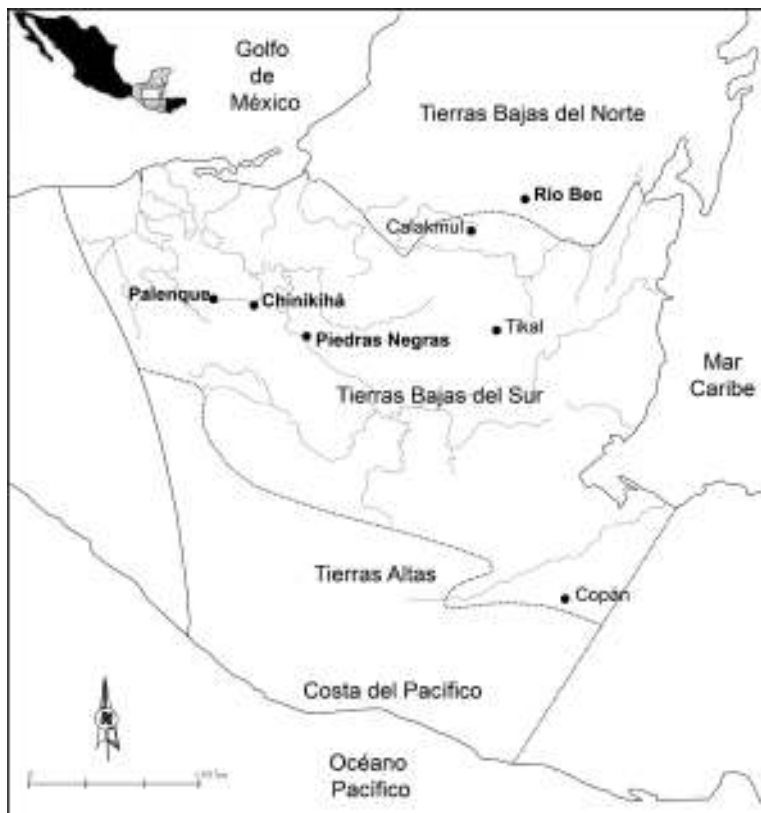 Golfo
de
México
Tierras Bajas del Norte
Río Bec
Calakmul
Palenque
Chinikihá
Piedras Negras
Tikal
Mar
Caribe
Tierras Bajas del Sur
Tierras Altas
Copán
Costa del Pacífico
Océano
Pacífico